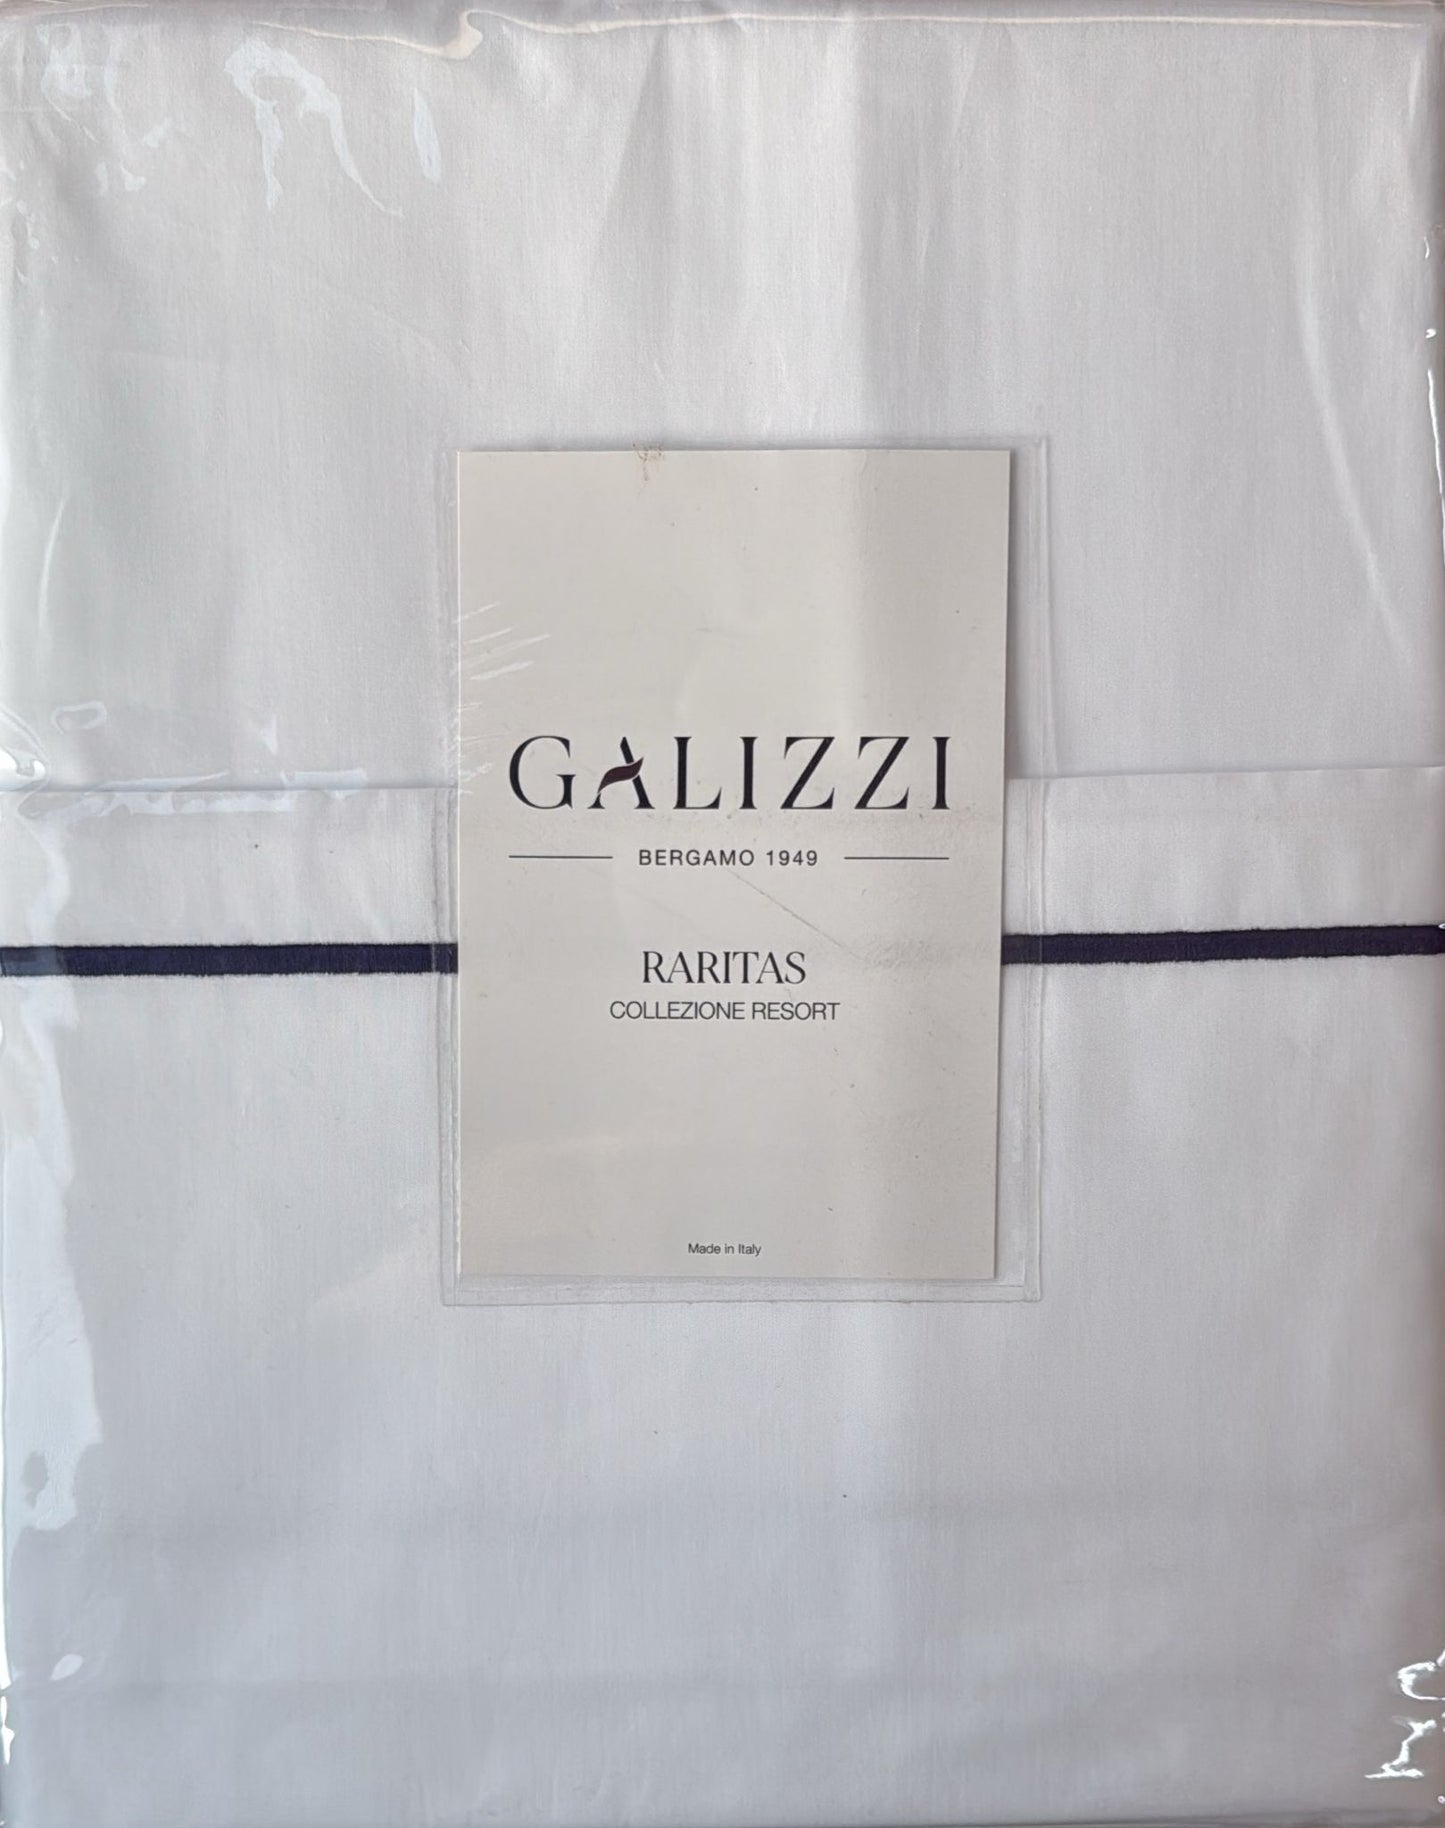 GALIZZI
BERGAMO 1949
RARITAS
COLLEZIONE RESORT
Made in Italy